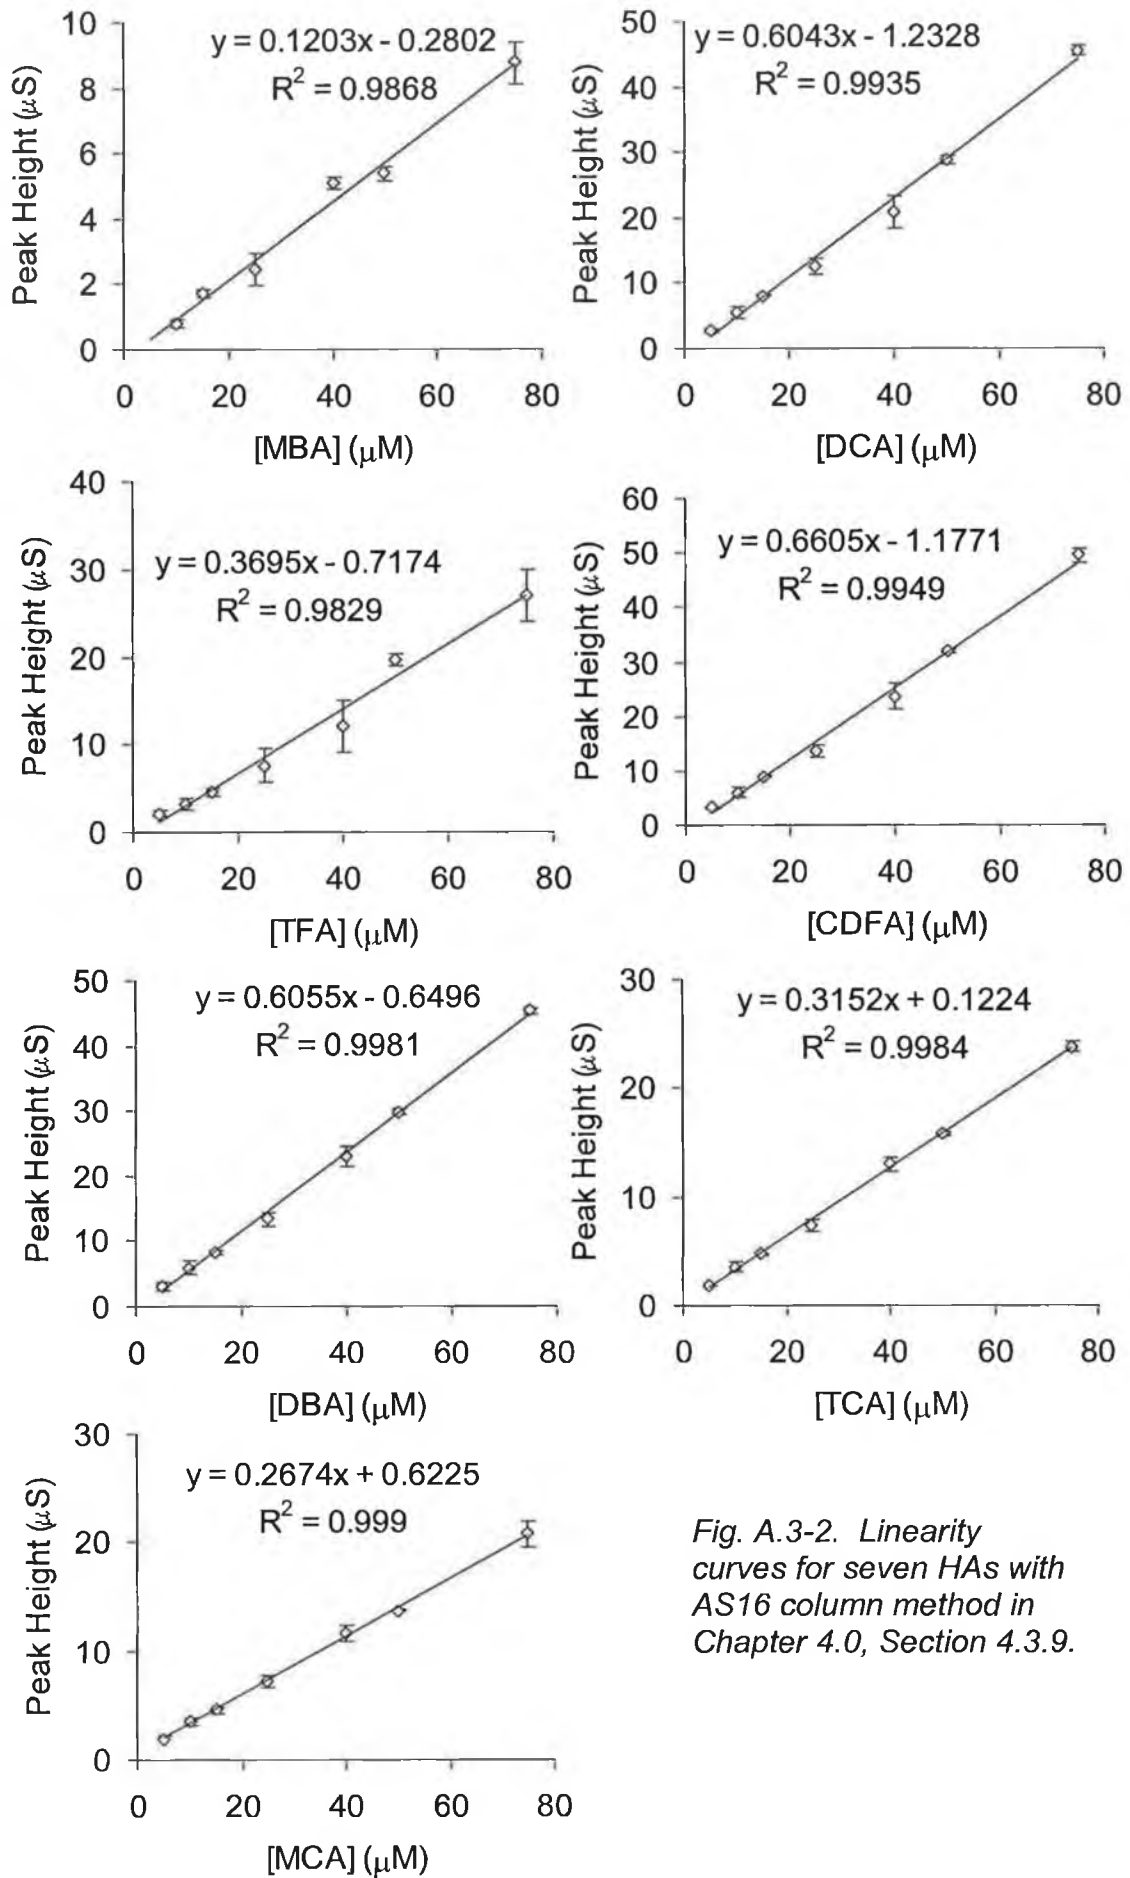 10
8
6
4
2
0
Peak Height (μS)
y = 0.1203x - 0.2802
R² = 0.9868
0 20 40 60 80
[MBA] (μM)
50
40
30
20
10
0
Peak Height (μS)
y = 0.6043x - 1.2328
R² = 0.9935
0 20 40 60 80
[DCA] (μM)
40
30
20
10
0
Peak Height (μS)
y = 0.3695x - 0.7174
R² = 0.9829
0 20 40 60 80
[TFA] (μM)
60
50
40
30
20
10
0
Peak Height (μS)
y = 0.6605x - 1.1771
R² = 0.9949
0 20 40 60 80
[CDFA] (μM)
50
40
30
20
10
0
Peak Height (μS)
y = 0.6055x - 0.6496
R² = 0.9981
0 20 40 60 80
[DBA] (μM)
30
20
10
0
Peak Height (μS)
y = 0.3152x + 0.1224
R² = 0.9984
0 20 40 60 80
[TCA] (μM)
30
20
10
0
Peak Height (μS)
y = 0.2674x + 0.6225
R² = 0.999
0 20 40 60 80
[MCA] (μM)
Fig. A.3-2. Linearity
curves for seven HAs with
AS16 column method in
Chapter 4.0, Section 4.3.9.